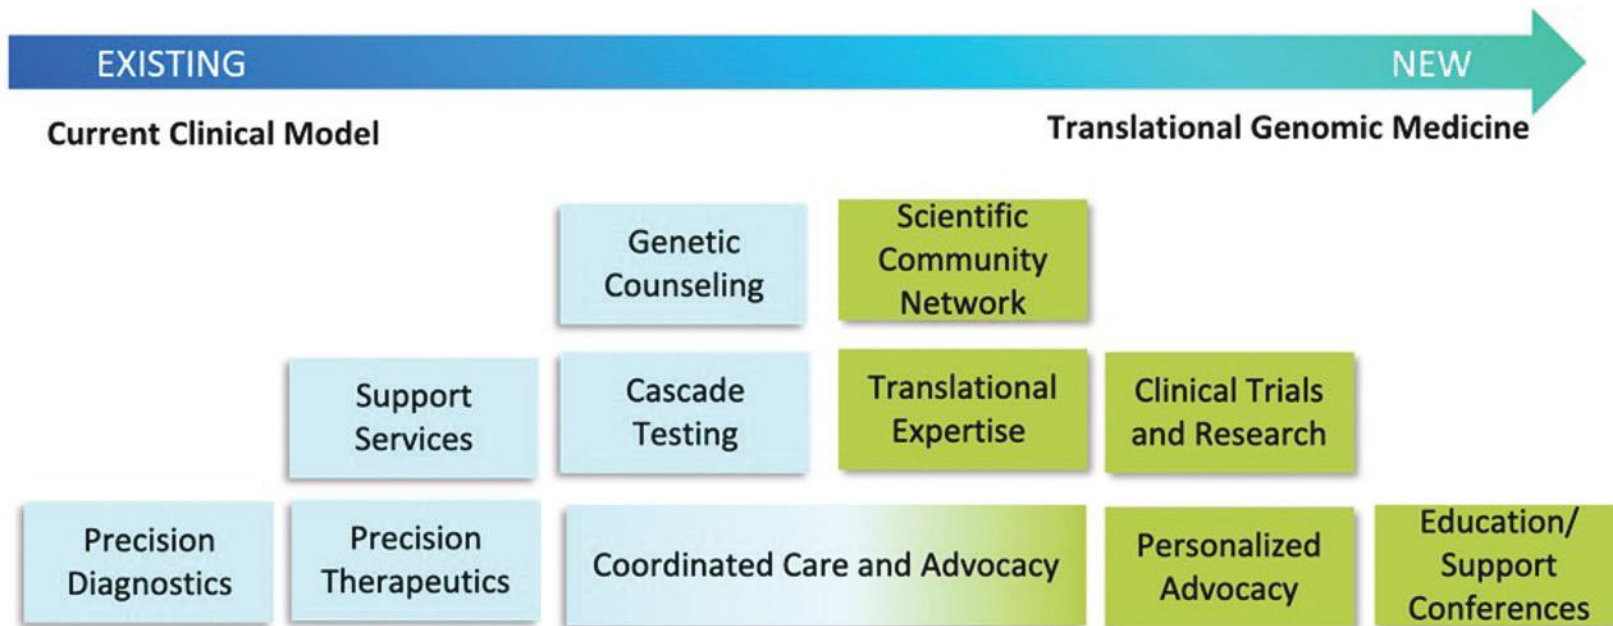 EXISTING
NEW
Current Clinical Model
Translational Genomic Medicine
Genetic
Counseling
Scientific
Community
Network
Support
Services
Cascade
Testing
Translational
Expertise
Clinical Trials
and Research
Precision
Diagnostics
Precision
Therapeutics
Coordinated Care and Advocacy
Personalized
Advocacy
Education/
Support
Conferences